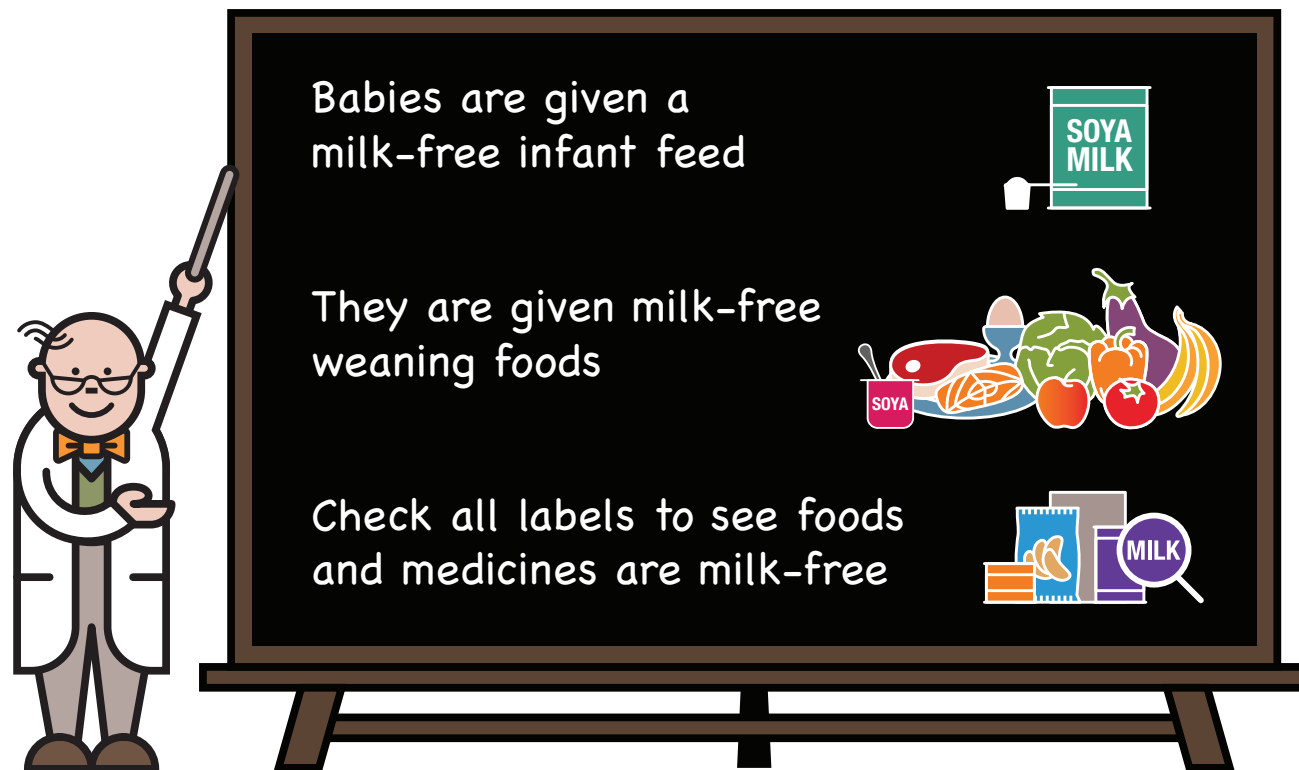 Babies are given a
milk-free infant feed
SOYA
MILK
They are given milk-free
weaning foods
SOYA
Check all labels to see foods
and medicines are milk-free
MILK